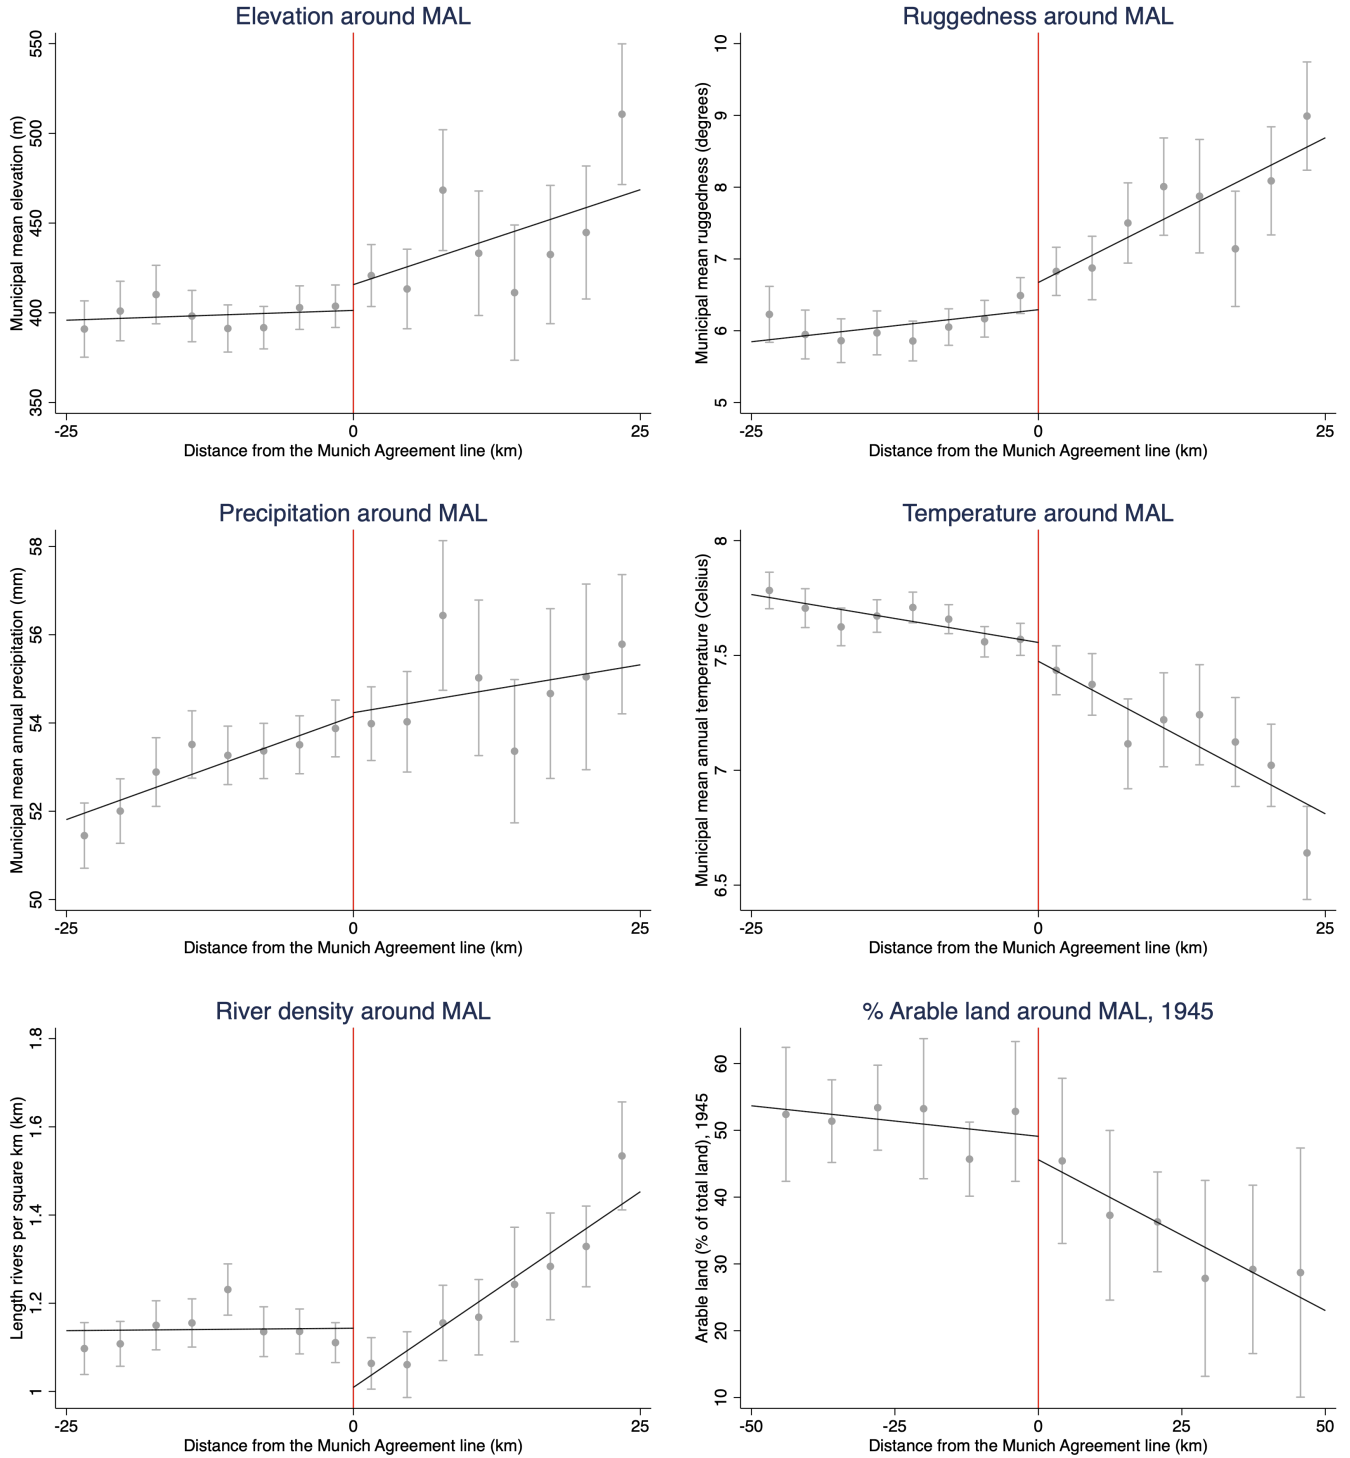 Elevation around MAL
Municipal mean elevation (m)
550
500
450
400
350
-25 0 25
Distance from the Munich Agreement line (km)
Ruggedness around MAL
Municipal mean ruggedness (degrees)
10
9
8
7
6
5
-25 0 25
Distance from the Munich Agreement line (km)
Precipitation around MAL
Municipal mean annual precipitation (mm)
58
56
54
52
50
-25 0 25
Distance from the Munich Agreement line (km)
Temperature around MAL
Municipal mean annual temperature (Celsius)
8
7.5
7
6.5
-25 0 25
Distance from the Munich Agreement line (km)
River density around MAL
Length rivers per square km (km)
1.8
1.6
1.4
1.2
1
-25 0 25
Distance from the Munich Agreement line (km)
% Arable land around MAL, 1945
Arable land (% of total land), 1945
60
50
40
30
20
10
-50 -25 0 25 50
Distance from the Munich Agreement line (km)